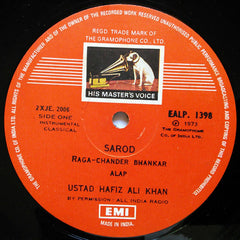 REGD. TRADE MARK OF
THE GRAMOPHONE CO., LTD.
HIS MASTER'S VOICE
2XJE. 2006
SIDE ONE
INSTRUMENTAL
CLASSICAL
EALP. 1398
℗ 1973
THE GRAMOPHONE
CO. OF INDIA LTD.
SAROD
RAGA-CHANDER BHANKAR
ALAP
USTAD HAFIZ ALI KHAN
BY PERMISSION: ALL INDIA RADIO
EMI
MADE IN INDIA.